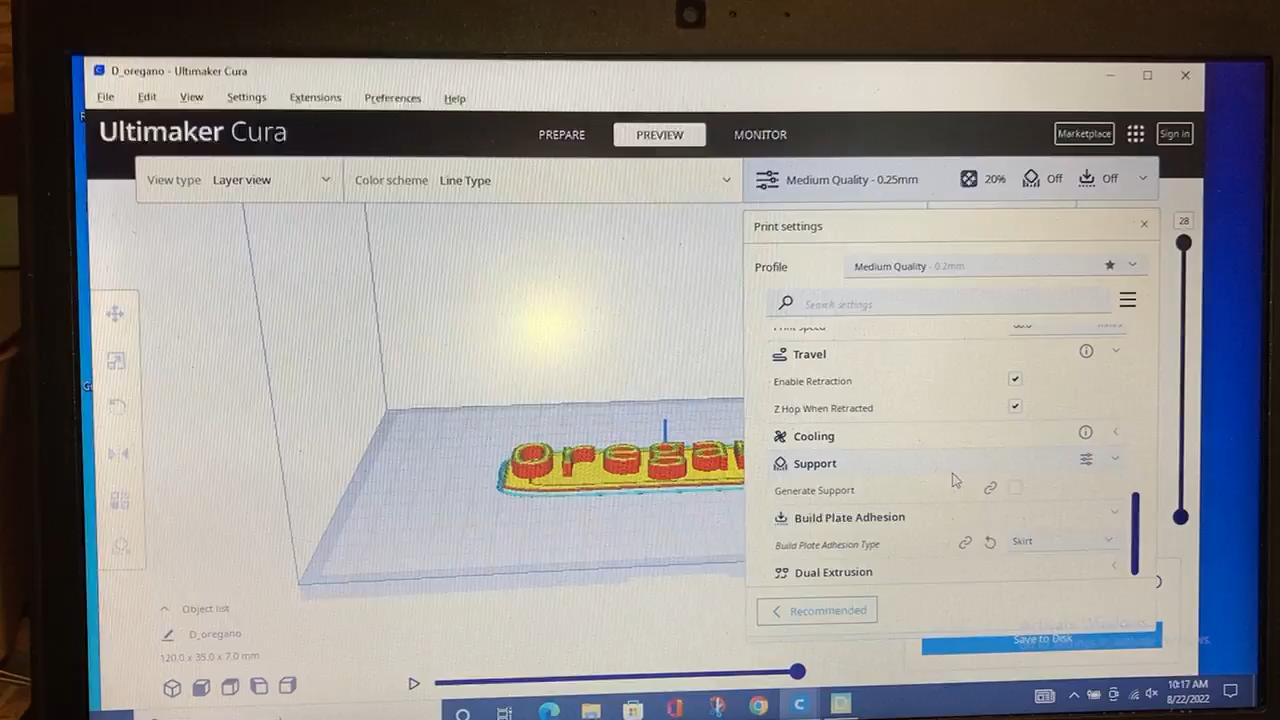 D_oregano - Ultimaker Cura
File Edit View Settings Extensions Preferences Help
Ultimaker Cura
PREPARE PREVIEW MONITOR
Marketplace Sign in
View type Layer view Color scheme Line Type
Medium Quality - 0.25mm 20% Off Off
28
Print settings
Profile Medium Quality - 0.2mm
Search settings
Travel
Enable Retraction
Z Hop When Retracted
Cooling
Support
Generate Support
Build Plate Adhesion
Build Plate Adhesion Type Skirt
Dual Extrusion
Recommended
Oregan
Object list
D_oregano
120.0 x 35.0 x 7.0 mm
Activate Windows
Save to Disk
10:17 AM
8/22/2022